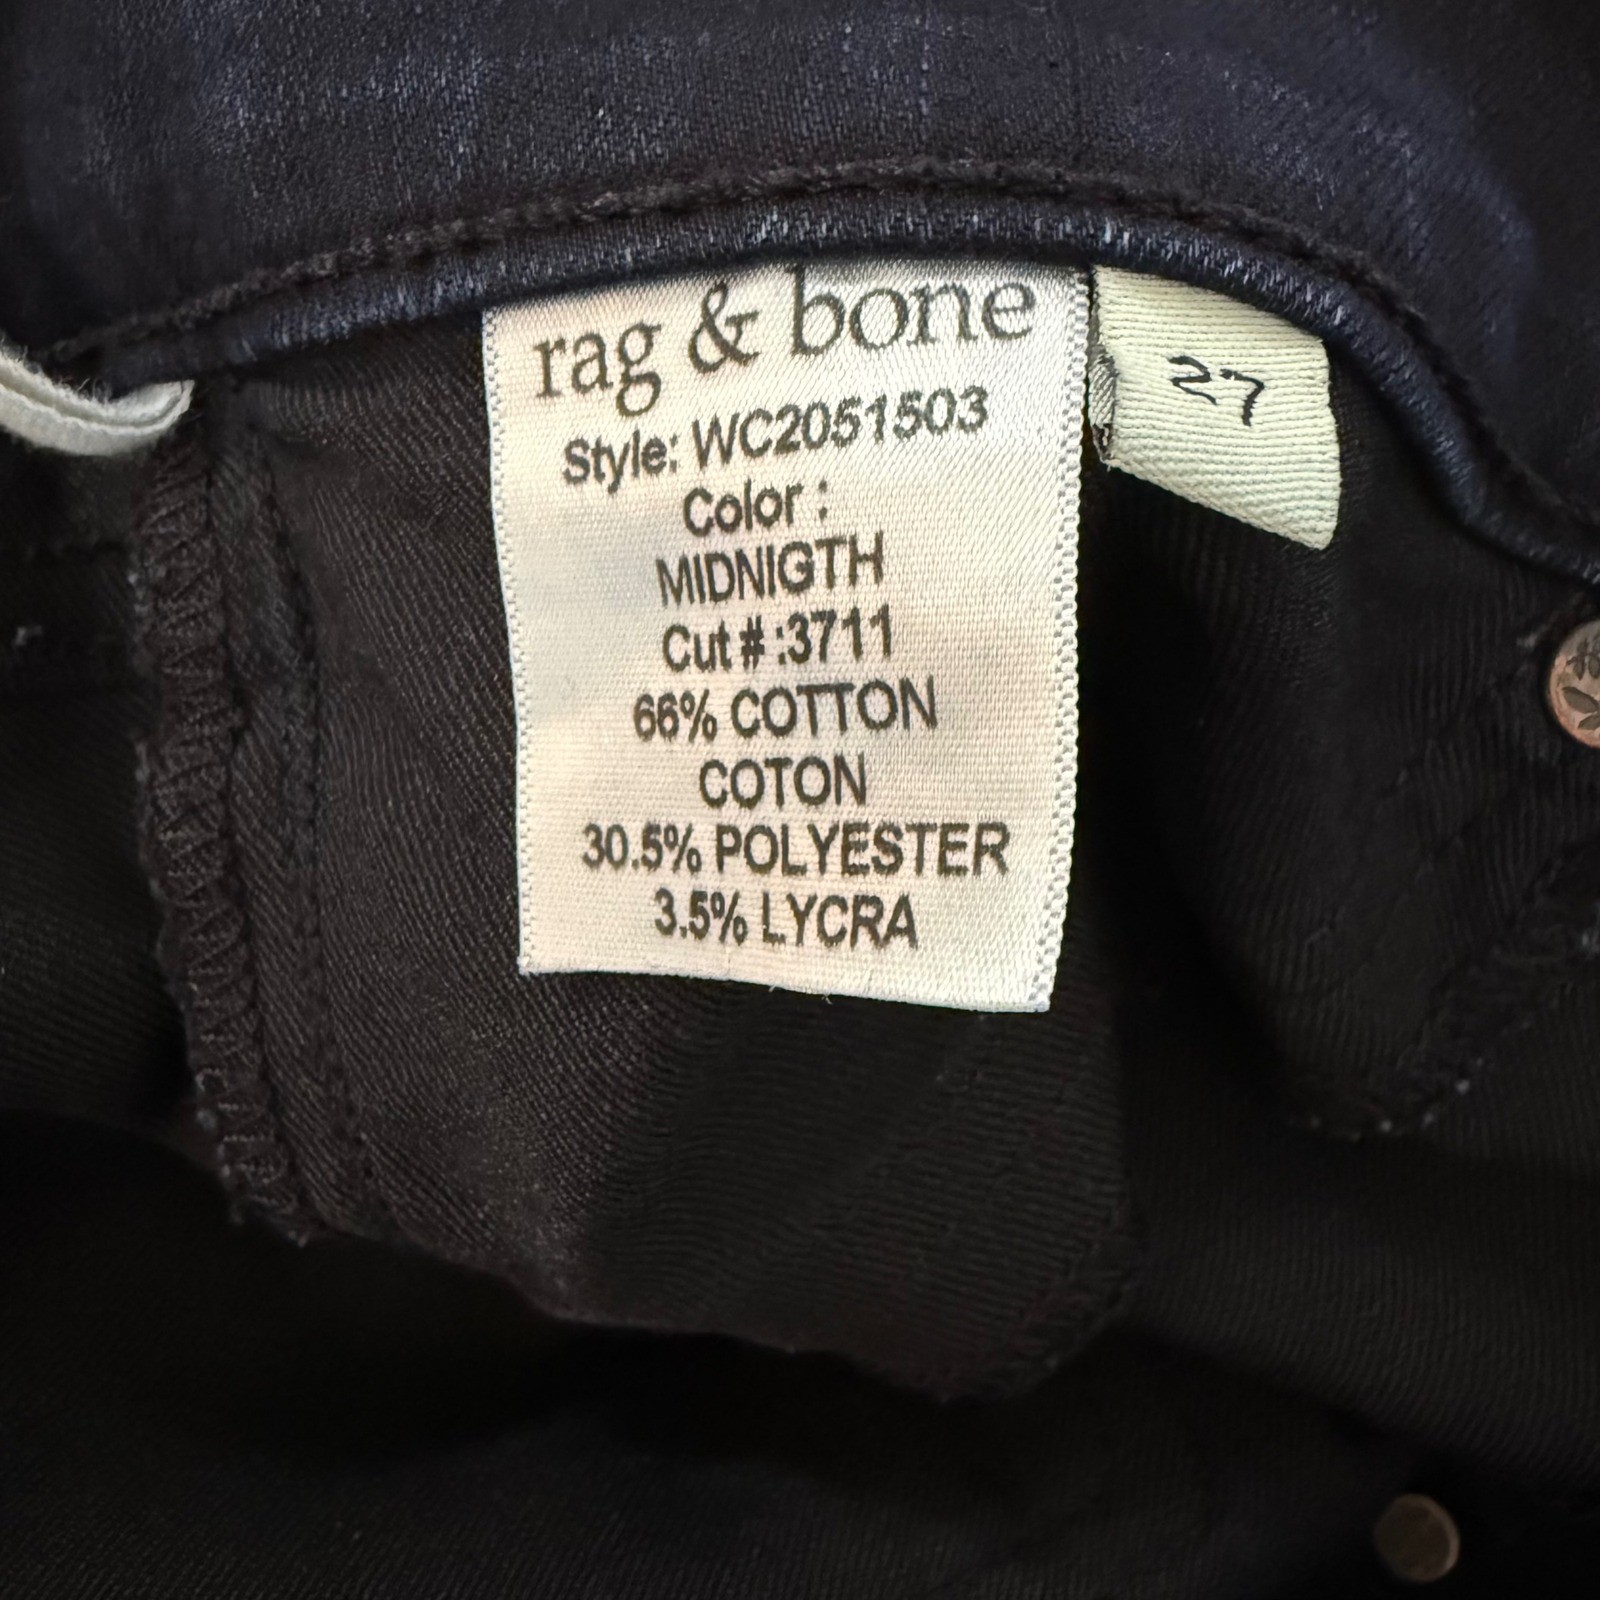 rag & bone
Style: WC2051503
Color :
MIDNIGTH
Cut # :3711
66% COTTON
COTON
30.5% POLYESTER
3.5% LYCRA
27